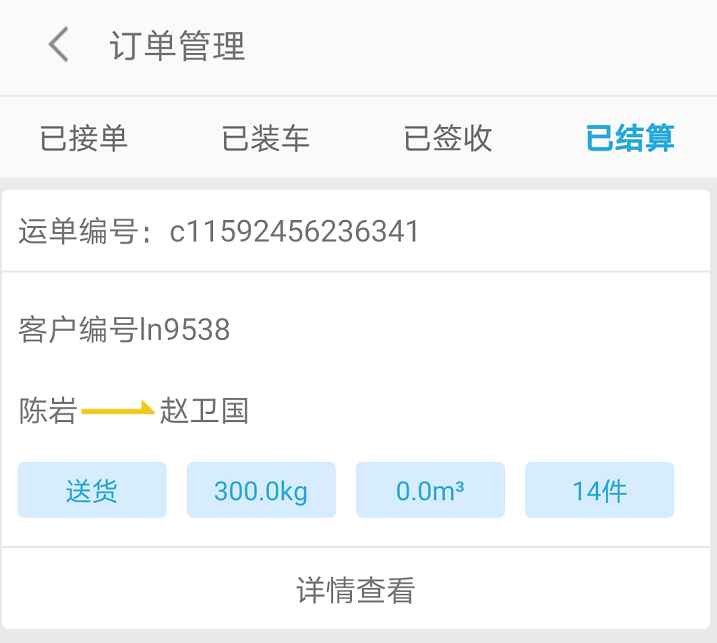 订单管理
已接单 已装车 已签收 已结算
运单编号：c11592456236341
客户编号ln9538
陈岩 赵卫国
送货 300.0kg 0.0m³ 14件
详情查看